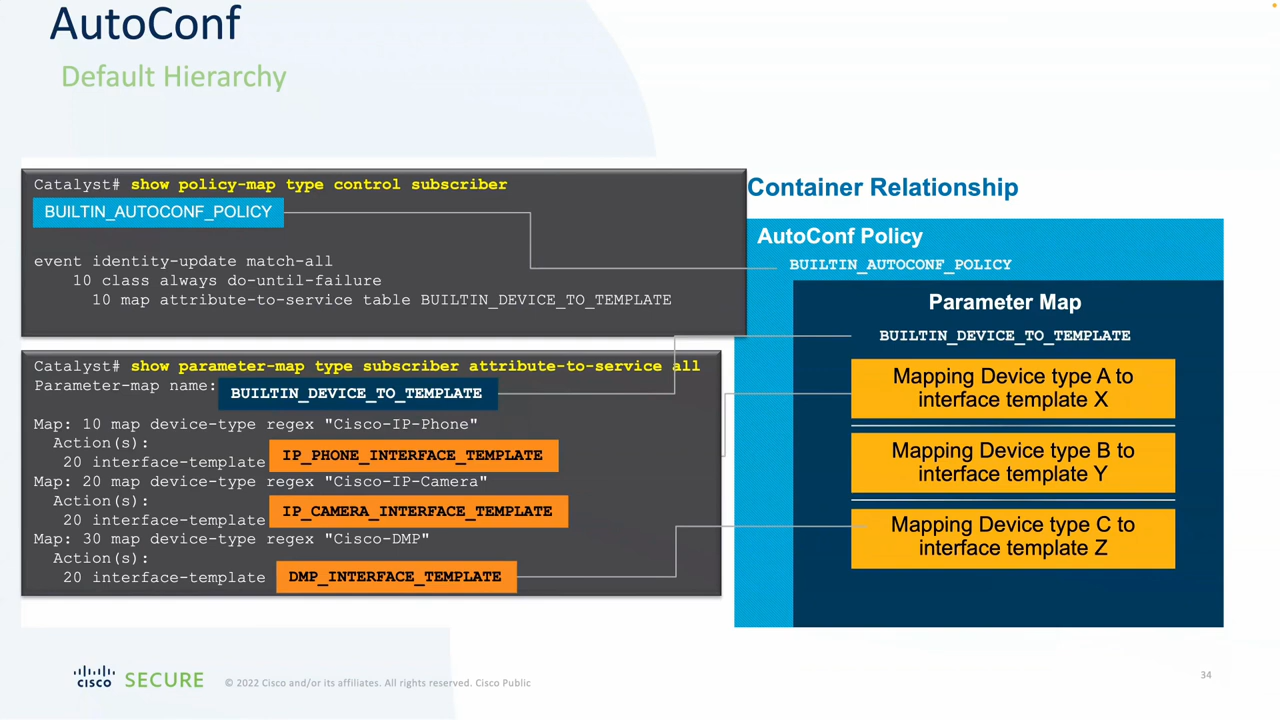 AutoConf
Default Hierarchy
Catalyst# show policy-map type control subscriber
BUILTIN_AUTOCONF_POLICY
event identity-update match-all
10 class always do-until-failure
10 map attribute-to-service table BUILTIN_DEVICE_TO_TEMPLATE
Catalyst# show parameter-map type subscriber attribute-to-service all
Parameter-map name: BUILTIN_DEVICE_TO_TEMPLATE
Map: 10 map device-type regex "Cisco-IP-Phone"
Action(s):
20 interface-template IP_PHONE_INTERFACE_TEMPLATE
Map: 20 map device-type regex "Cisco-IP-Camera"
Action(s):
20 interface-template IP_CAMERA_INTERFACE_TEMPLATE
Map: 30 map device-type regex "Cisco-DMP"
Action(s):
20 interface-template DMP_INTERFACE_TEMPLATE
Container Relationship
AutoConf Policy
BUILTIN_AUTOCONF_POLICY
Parameter Map
BUILTIN_DEVICE_TO_TEMPLATE
Mapping Device type A to
interface template X
Mapping Device type B to
interface template Y
Mapping Device type C to
interface template Z
CISCO SECURE
© 2022 Cisco and/or its affiliates. All rights reserved. Cisco Public
34